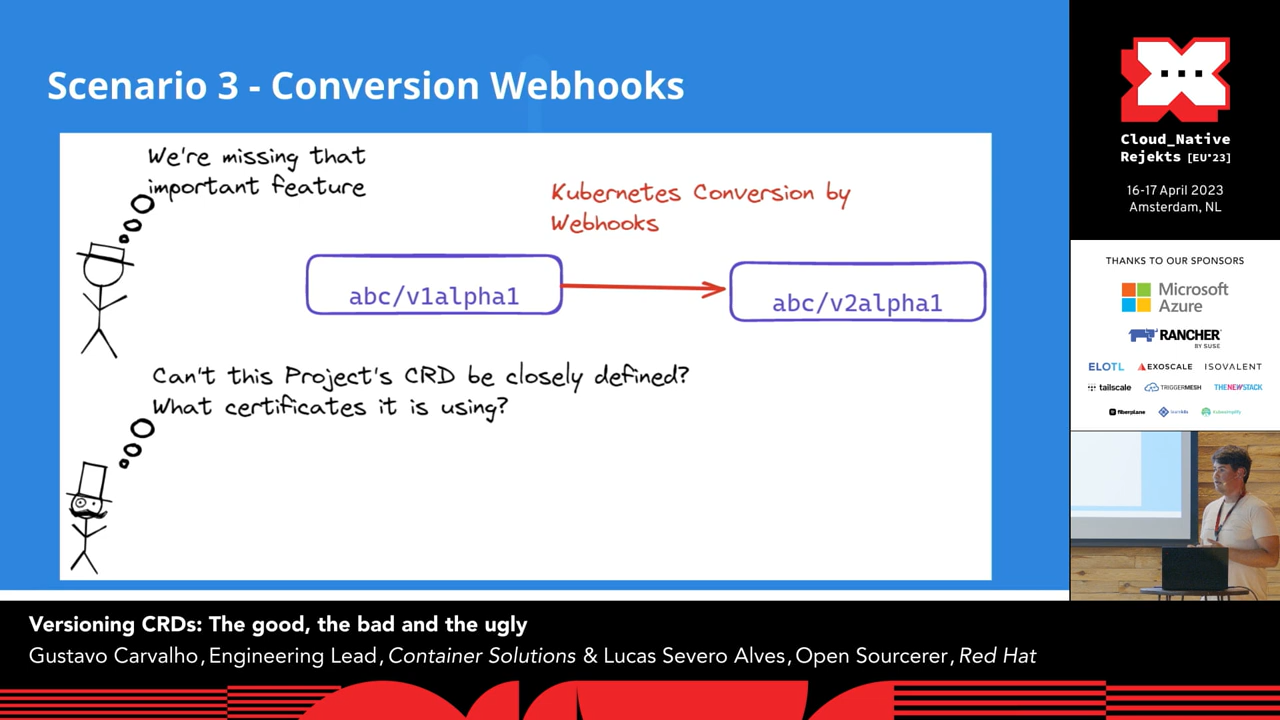 Scenario 3 - Conversion Webhooks
We're missing that
important feature
Kubernetes Conversion by
Webhooks
abc/v1alpha1
abc/v2alpha1
Can't this Project's CRD be closely defined?
What certificates it is using?
Cloud_Native
Rejekts [EU'23]
16-17 April 2023
Amsterdam, NL
THANKS TO OUR SPONSORS
Microsoft
Azure
RANCHER
BY SUSE
ELOTL EXOSCALE ISOVALENT
tailscale TRIGGERMESH THENEWSTACK
fiberplane
Versioning CRDs: The good, the bad and the ugly
Gustavo Carvalho, Engineering Lead, Container Solutions & Lucas Severo Alves, Open Sourcerer, Red Hat